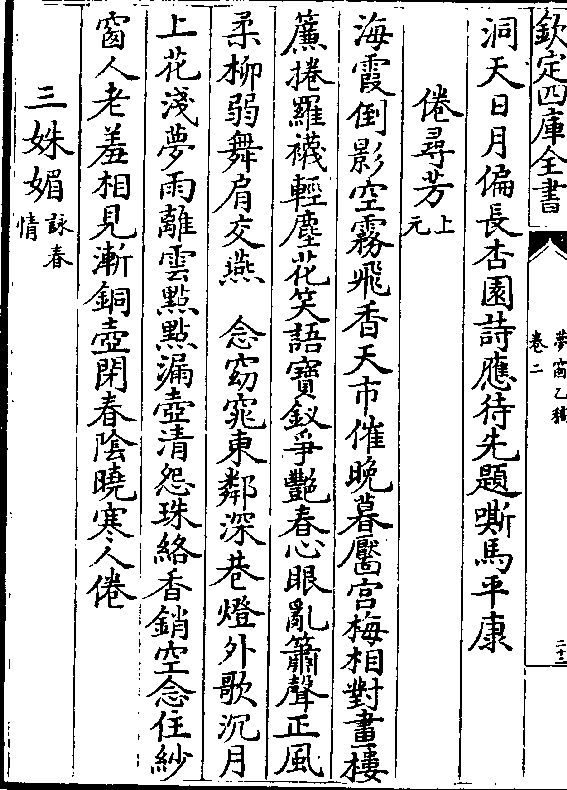 欽定四庫全書
夢窗乙稿
卷二
二十三
洞天日月偏長杏園詩應待先題嘶馬平康
倦尋芳上元
海霞倒影空霧飛香天市催晚暮靨宫梅相對畫樓
簾捲羅襪輕塵花笑語寶釵爭艷春心眼亂簫聲正風
柔柳弱舞肩交燕　念窈窕東鄰深巷燈外歌沉月
上花淺夢雨離雲點點漏壺清怨珠絡香銷空念徃紗
窗人老羞相見漸銅壺閉春陰曉寒人倦
三姝媚詠春情